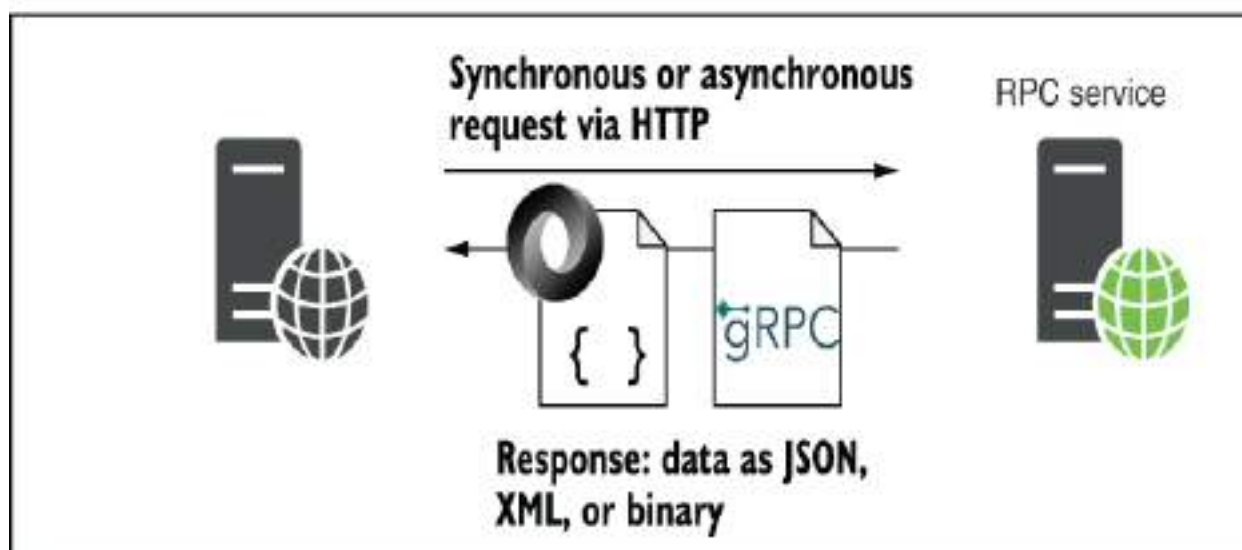 Synchronous or asynchronous
request via HTTP
RPC service
{ }
gRPC
Response: data as JSON,
XML, or binary